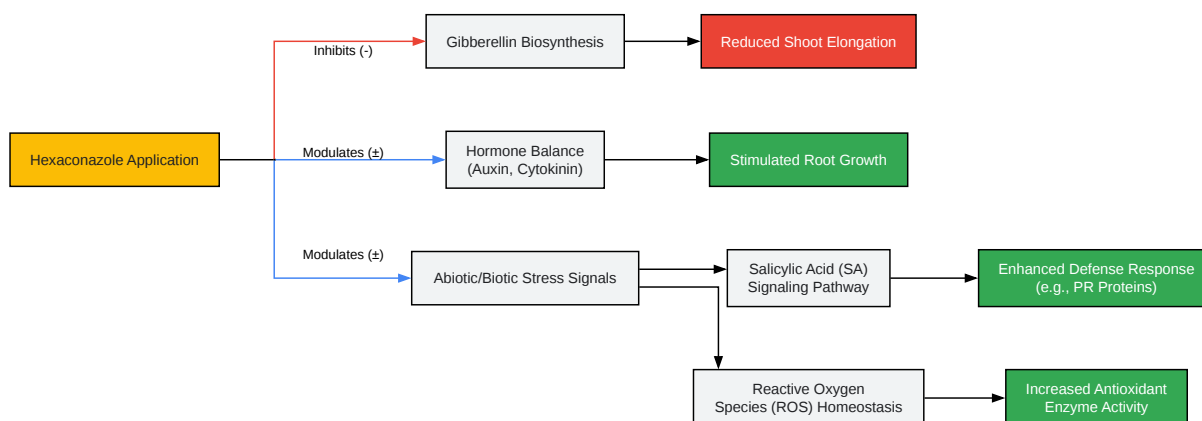 Gibberellin Biosynthesis
Reduced Shoot Elongation
Inhibits (-)
Hexaconazole Application
Modulates (±)
Hormone Balance
(Auxin, Cytokinin)
Stimulated Root Growth
Modulates (±)
Abiotic/Biotic Stress Signals
Salicylic Acid (SA)
Signaling Pathway
Enhanced Defense Response
(e.g., PR Proteins)
Reactive Oxygen
Species (ROS) Homeostasis
Increased Antioxidant
Enzyme Activity